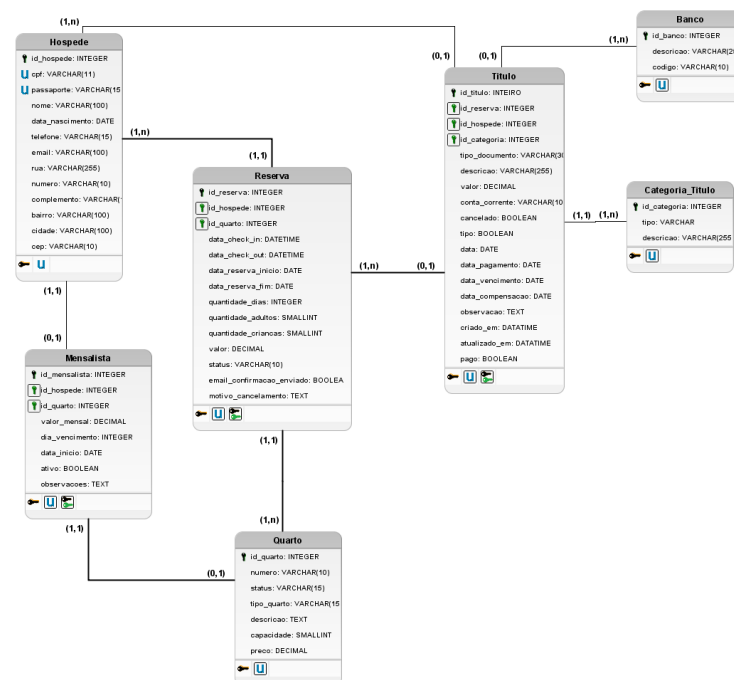 (1,n)
Hospede
id_hospede: INTEGER
cpf: VARCHAR(11)
passaporte: VARCHAR(15
nome: VARCHAR(100)
data_nascimento: DATE
telefone: VARCHAR(15)
email: VARCHAR(100)
rua: VARCHAR(255)
numero: VARCHAR(10)
complemento: VARCHAR(
bairro: VARCHAR(100)
cidade: VARCHAR(100)
cep: VARCHAR(10)
U
(1,n)
(1,1)
(1,1)
(0,1)
Reserva
id_reserva: INTEGER
id_hospede: INTEGER
id_quarto: INTEGER
data_check_in: DATETIME
data_check_out: DATETIME
data_reserva_inicio: DATE
data_reserva_fim: DATE
quantidade_dias: INTEGER
quantidade_adultos: SMALLINT
quantidade_criancas: SMALLINT
valor: DECIMAL
status: VARCHAR(10)
email_confirmacao_enviado: BOOLEA
motivo_cancelamento: TEXT
U
(1,n)
(0,1)
(0,1)
(0,1)
Titulo
id_titulo: INTEIRO
id_reserva: INTEGER
id_hospede: INTEGER
id_categoria: INTEGER
tipo_documento: VARCHAR(3
descricao: VARCHAR(255)
valor: DECIMAL
conta_corrente: VARCHAR(10
cancelado: BOOLEAN
tipo: BOOLEAN
data: DATE
data_pagamento: DATE
data_vencimento: DATE
data_compensacao: DATE
observacao: TEXT
criado_em: DATATIME
atualizado_em: DATATIME
pago: BOOLEAN
U
(1,n)
Banco
id_banco: INTEGER
descricao: VARCHAR(2
codigo: VARCHAR(10)
U
(1,1)
(1,n)
Categoria_Titulo
id_categoria: INTEGER
tipo: VARCHAR
descricao: VARCHAR(255
U
Mensalista
id_mensalista: INTEGER
id_hospede: INTEGER
id_quarto: INTEGER
valor_mensal: DECIMAL
dia_vencimento: INTEGER
data_inicio: DATE
ativo: BOOLEAN
observacoes: TEXT
U
(1,1)
(0,1)
(1,1)
(1,n)
Quarto
id_quarto: INTEGER
numero: VARCHAR(10)
status: VARCHAR(15)
tipo_quarto: VARCHAR(15
descricao: TEXT
capacidade: SMALLINT
preco: DECIMAL
U